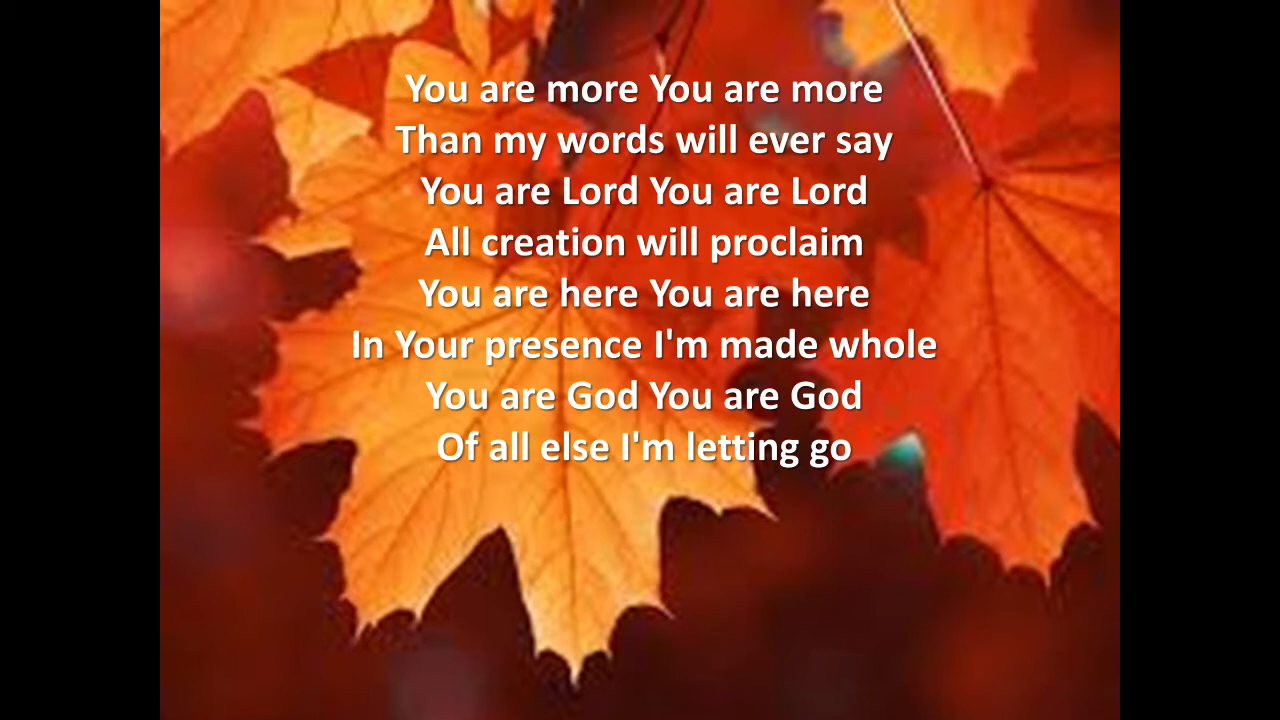 You are more You are more
Than my words will ever say
You are Lord You are Lord
All creation will proclaim
You are here You are here
In Your presence I'm made whole
You are God You are God
Of all else I'm letting go